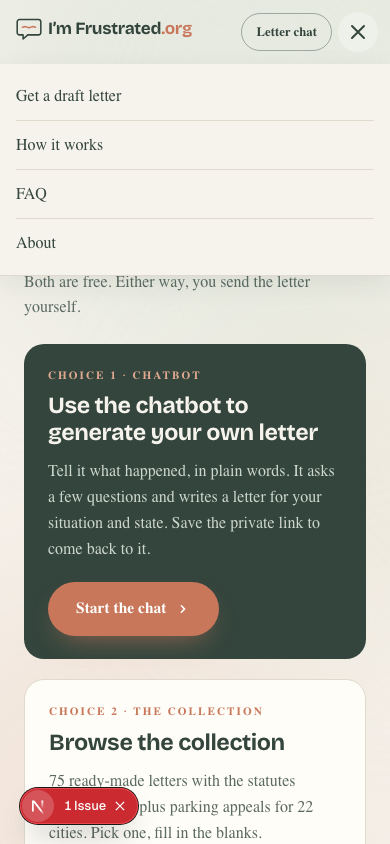 I'm Frustrated.org
Letter chat
Get a draft letter
How it works
FAQ
About
Both are free. Either way, you send the letter
yourself.
CHOICE 1 · CHATBOT
Use the chatbot to
generate your own letter
Tell it what happened, in plain words. It asks
a few questions and writes a letter for your
situation and state. Save the private link to
come back to it.
Start the chat
CHOICE 2 · THE COLLECTION
Browse the collection
75 ready-made letters with the statutes
plus parking appeals for 22
cities. Pick one, fill in the blanks.
N
1 Issue